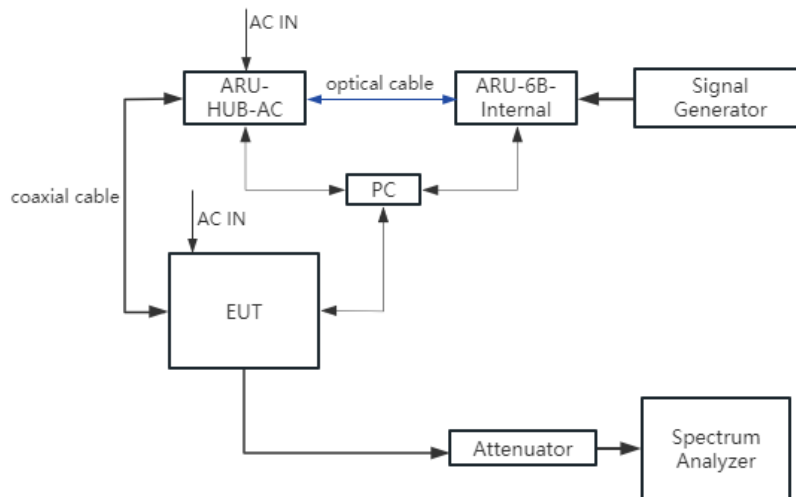 AC IN
ARU-
HUB-AC
optical cable
ARU-6B-
Internal
Signal
Generator
PC
coaxial cable
AC IN
EUT
Attenuator
Spectrum
Analyzer